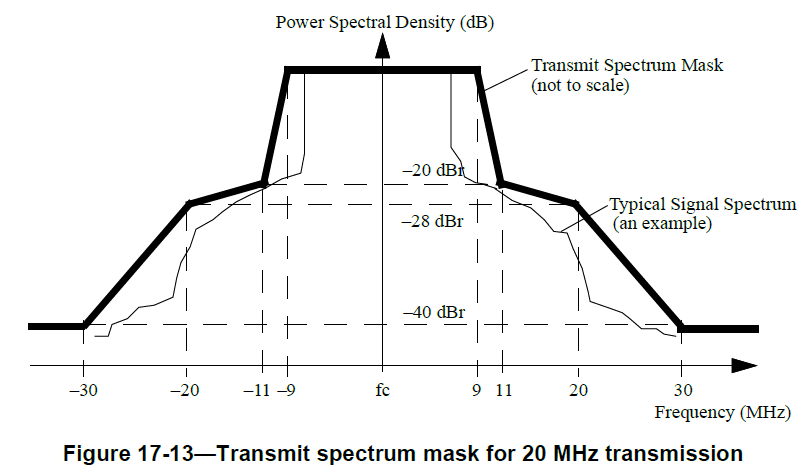 Power Spectral Density (dB)
Transmit Spectrum Mask
(not to scale)
–20 dBr
Typical Signal Spectrum
(an example)
–28 dBr
–40 dBr
–30 –20 –11 –9 fc 9 11 20 30
Frequency (MHz)
Figure 17-13—Transmit spectrum mask for 20 MHz transmission